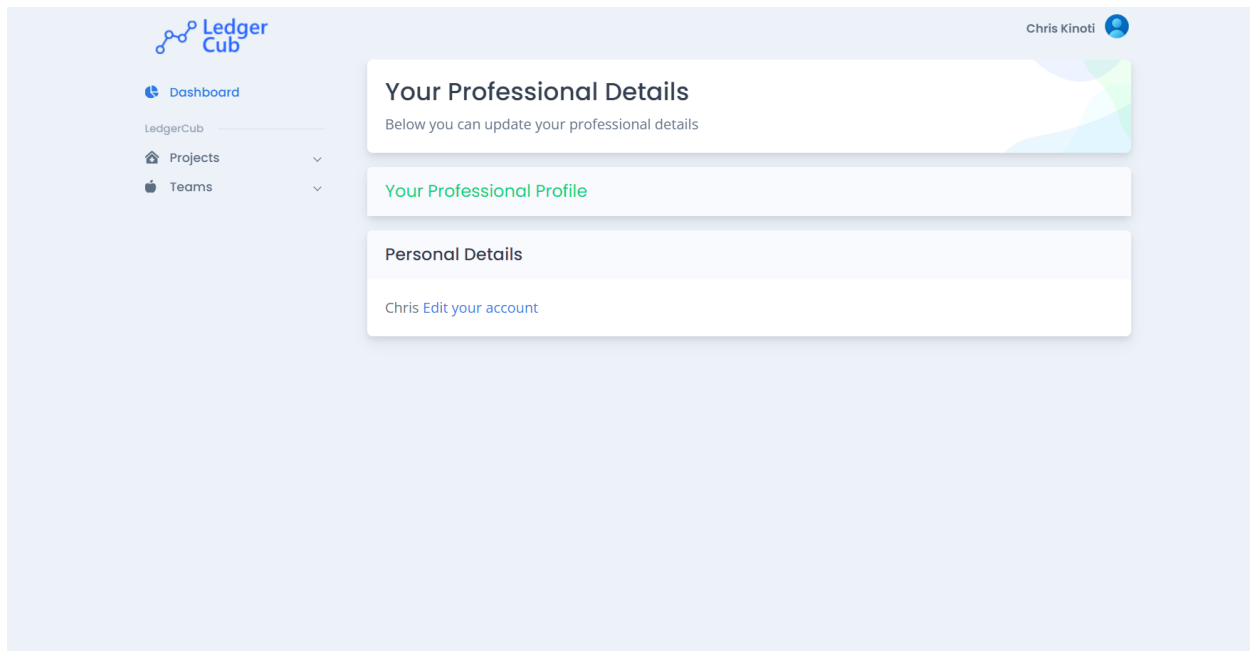 Ledger
Cub
Chris Kinoti
Dashboard
LedgerCub
Projects
Teams
Your Professional Details
Below you can update your professional details
Your Professional Profile
Personal Details
Chris Edit your account